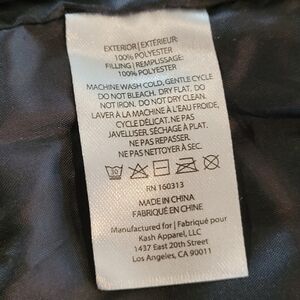 EXTERIOR | EXTÉRIEUR:
100% POLYESTER
FILLING | REMPLISSAGE:
100% POLYESTER
MACHINE WASH COLD, GENTLE CYCLE
DO NOT BLEACH. DRY FLAT. DO
NOT IRON. DO NOT DRY CLEAN.
LAVER À LA MACHINE À L'EAU FROIDE,
CYCLE DÉLICAT. NE PAS
JAVELLISER. SÉCHAGE À PLAT.
NE PAS REPASSER.
NE PAS NETTOYER À SEC.
RN 160313
MADE IN CHINA
FABRIQUÉ EN CHINE
Manufactured for | Fabriqué pour
Kash Apparel, LLC
1437 East 20th Street
Los Angeles, CA 90011